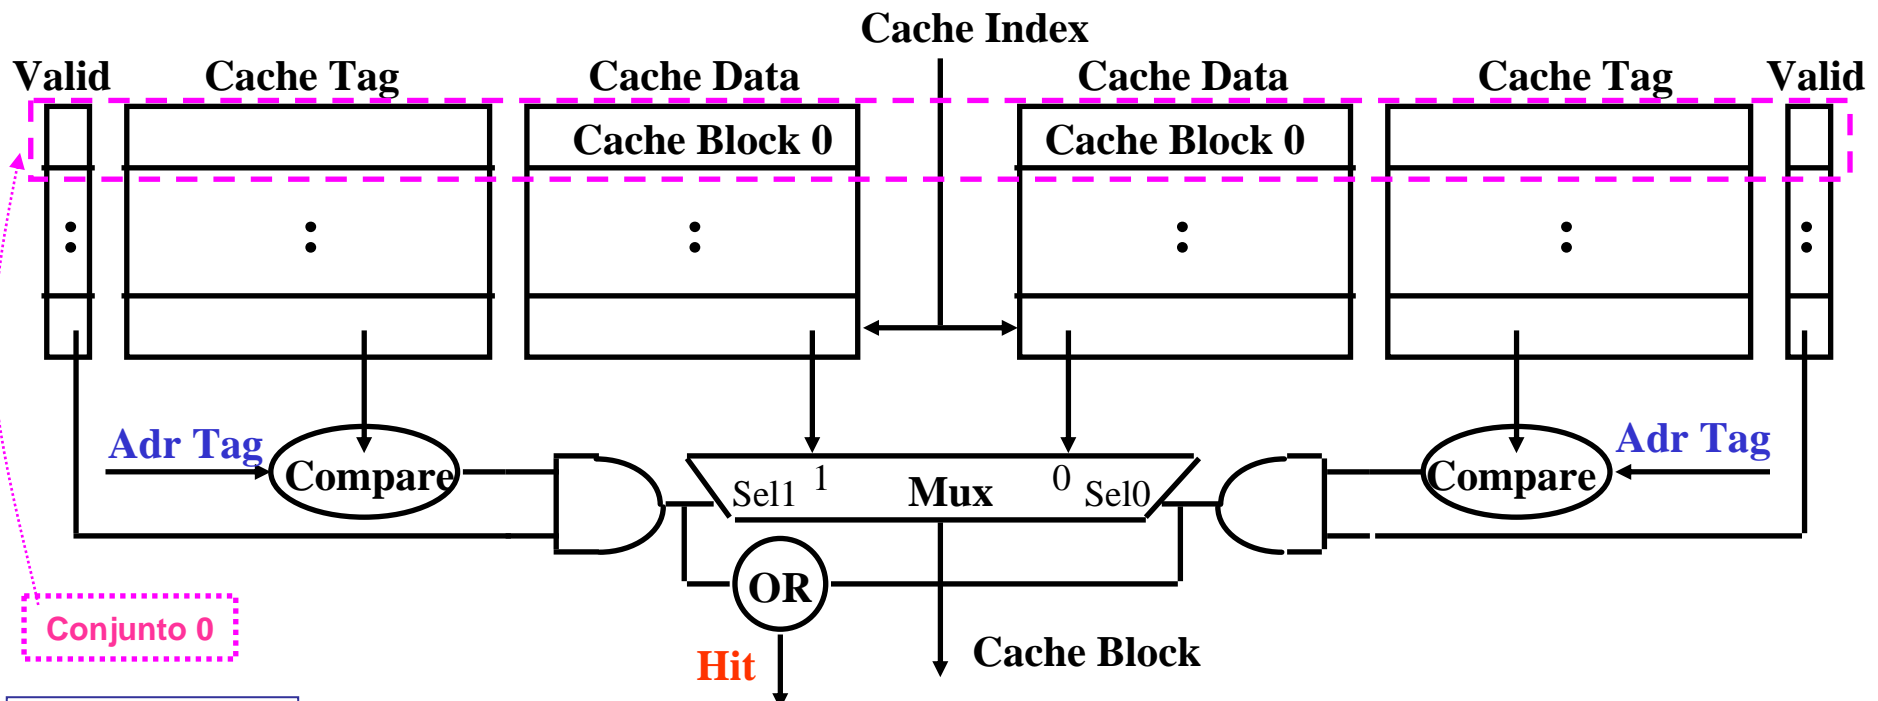 Cache Index
Valid Cache Tag Cache Data Cache Data Cache Tag Valid
Cache Block 0 Cache Block 0
Adr Tag Adr Tag
Compare Sel1 1 Mux 0 Sel0 Compare
OR
Conjunto 0
Hit Cache Block